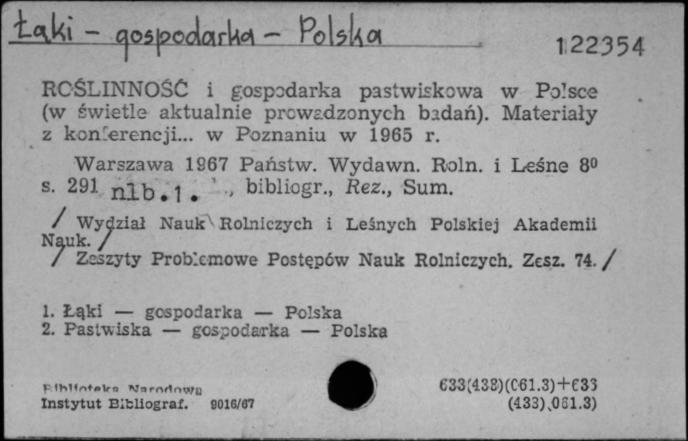 Łąki – gospodarka – Polska
122354
ROŚLINNOŚĆ i gospodarka pastwiskowa w Polsce
(w świetle aktualnie prowadzonych badań). Materiały
z konferencji... w Poznaniu w 1965 r.
Warszawa 1967 Państw. Wydawn. Roln. i Leśne 8⁰
s. 291 nlb.1. , bibliogr., Rez., Sum.
/ Wydział Nauk Rolniczych i Leśnych Polskiej Akademii
Nauk. /
/ Zeszyty Problemowe Postępów Nauk Rolniczych. Zesz. 74. /
1. Łąki — gospodarka — Polska
2. Pastwiska — gospodarka — Polska
Biblioteka Narodowa
Instytut Bibliograf. 9016/67
633(438)(061.3)+633
(433).061.3)